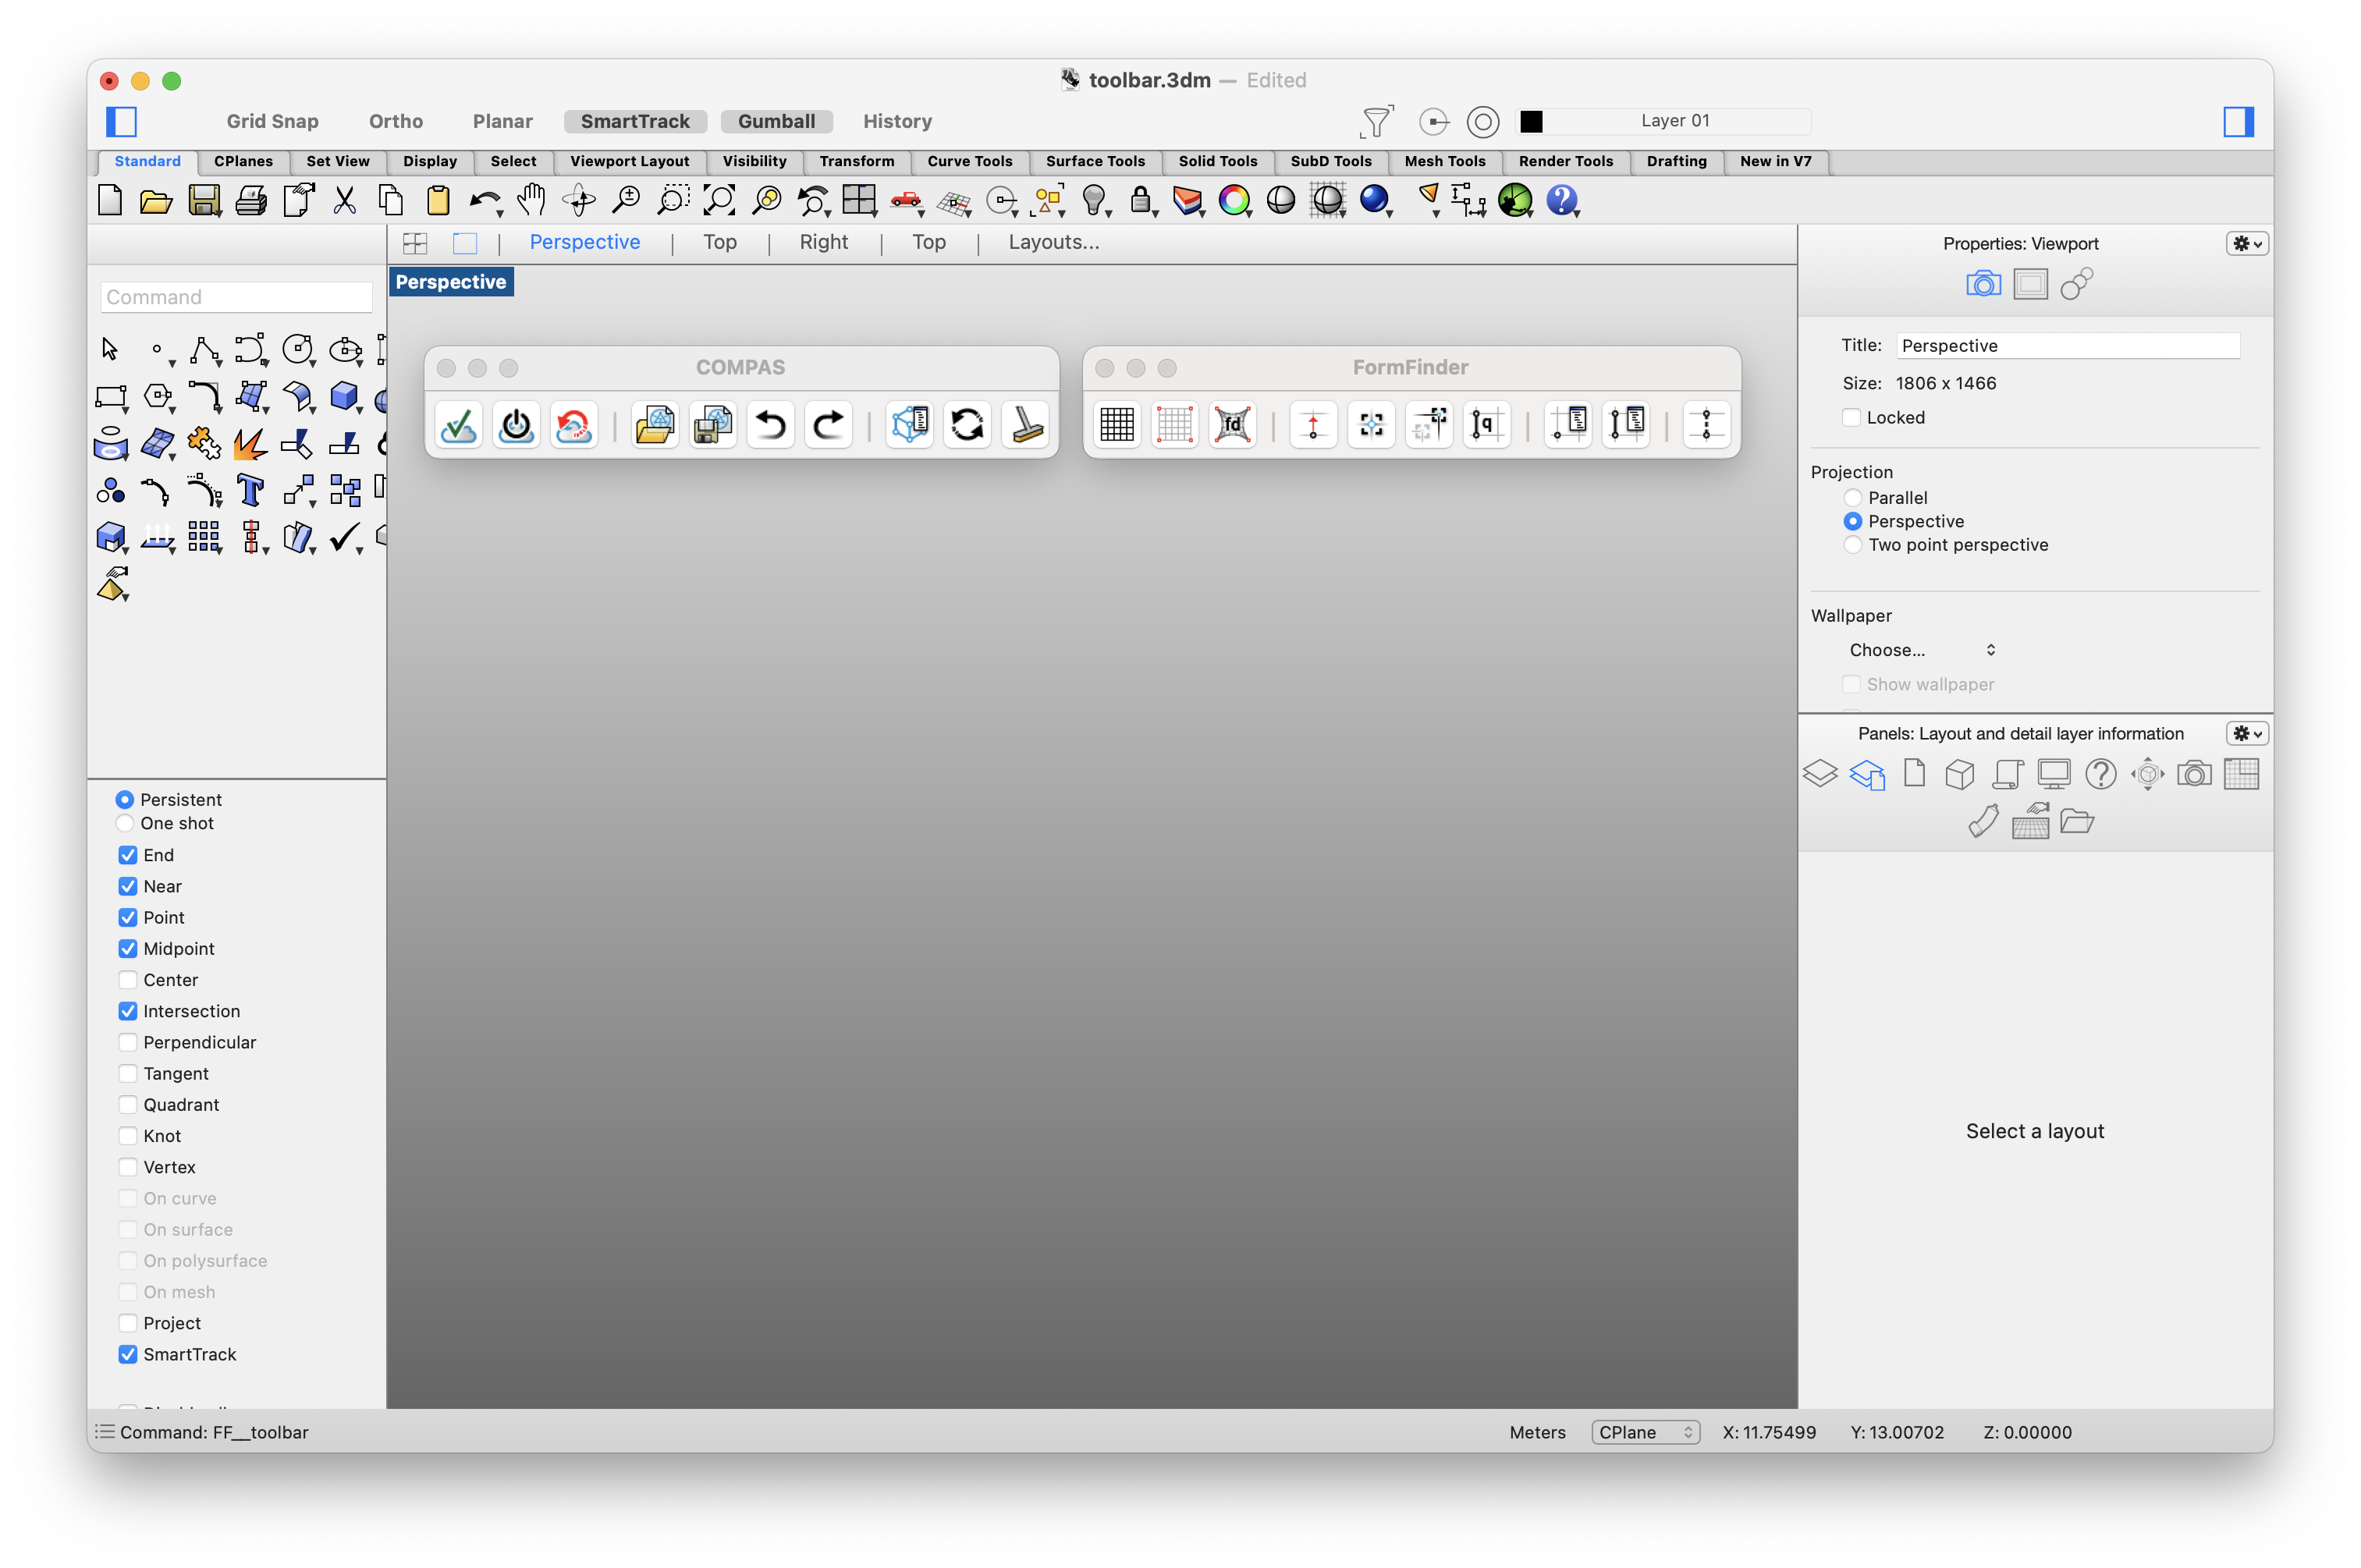 toolbar.3dm — Edited
Grid Snap Ortho Planar SmartTrack Gumball History Layer 01
Standard CPlanes Set View Display Select Viewport Layout Visibility Transform Curve Tools Surface Tools Solid Tools SubD Tools Mesh Tools Render Tools Drafting New in V7
Perspective | Top | Right | Top | Layouts...
Perspective
Command
COMPAS
FormFinder
fd
q
Properties: Viewport
Title: Perspective
Size: 1806 x 1466
Locked
Projection
Parallel
Perspective
Two point perspective
Wallpaper
Choose...
Show wallpaper
Panels: Layout and detail layer information
Select a layout
Persistent
One shot
End
Near
Point
Midpoint
Center
Intersection
Perpendicular
Tangent
Quadrant
Knot
Vertex
On curve
On surface
On polysurface
On mesh
Project
SmartTrack
Command: FF__toolbar
Meters CPlane X: 11.75499 Y: 13.00702 Z: 0.00000